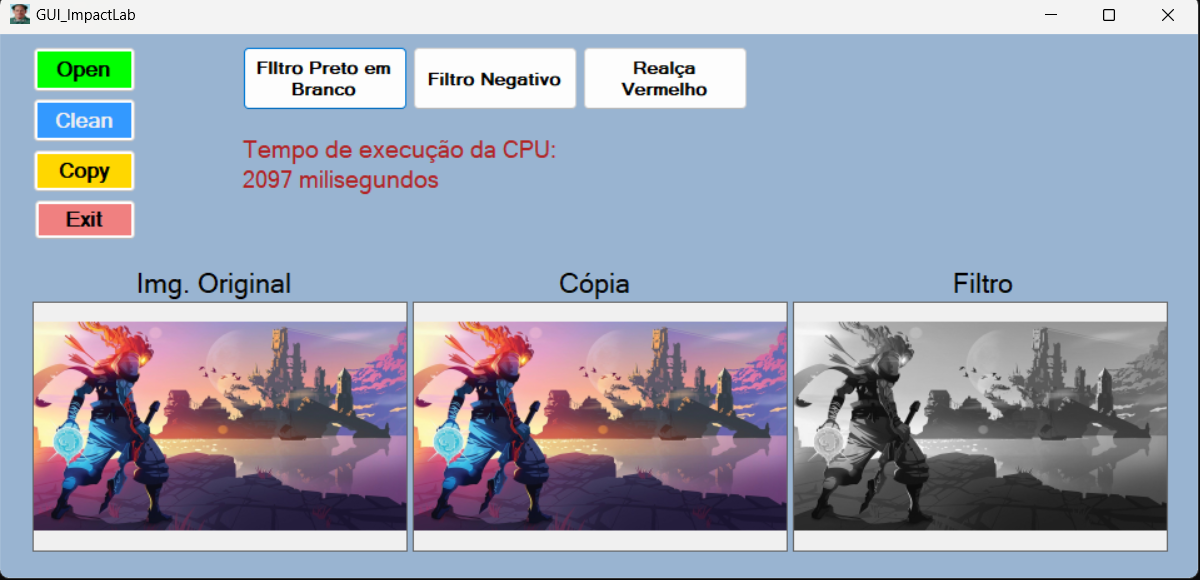 GUI_ImpactLab
Open
Clean
Copy
Exit
FIltro Preto em
Branco
Filtro Negativo
Realça
Vermelho
Tempo de execução da CPU:
2097 milisegundos
Img. Original
Cópia
Filtro